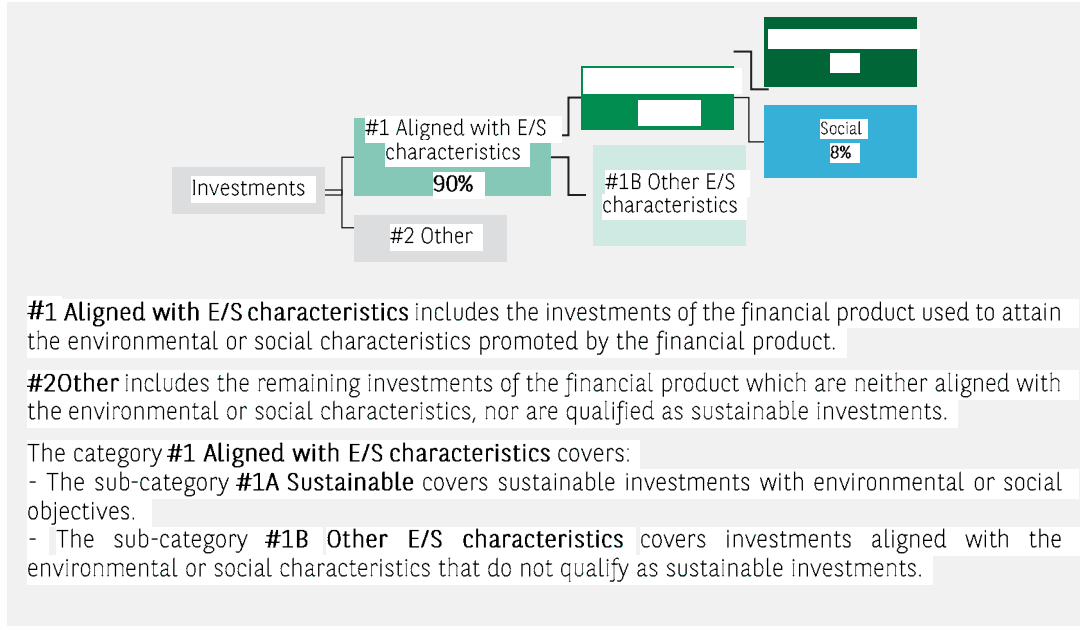 Social
8%
#1 Aligned with E/S
characteristics
90%
#1B Other E/S
characteristics
Investments
#2 Other
#1 Aligned with E/S characteristics includes the investments of the financial product used to attain
the environmental or social characteristics promoted by the financial product.
#2Other includes the remaining investments of the financial product which are neither aligned with
the environmental or social characteristics, nor are qualified as sustainable investments.
The category #1 Aligned with E/S characteristics covers:
- The sub-category #1A Sustainable covers sustainable investments with environmental or social
objectives.
- The sub-category #1B Other E/S characteristics covers investments aligned with the
environmental or social characteristics that do not qualify as sustainable investments.